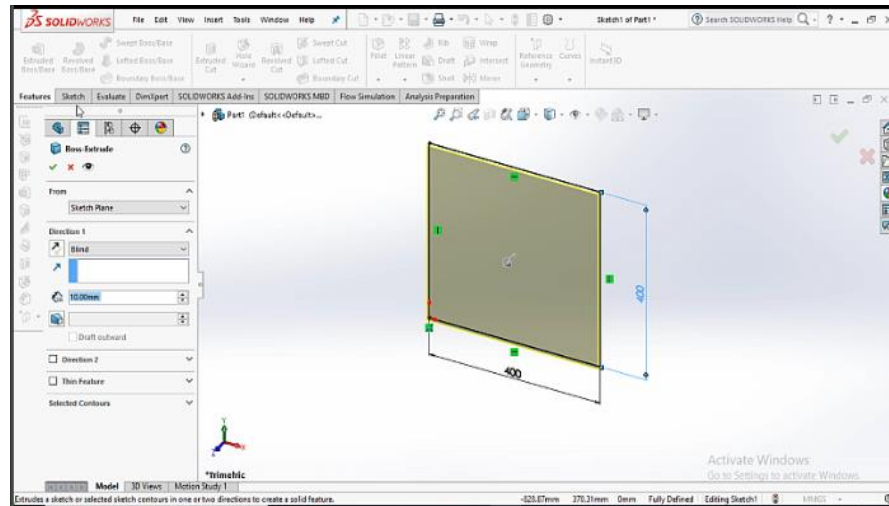 SOLIDWORKS File Edit View Insert Tools Window Help Sketch1 of Part1 * Search SOLIDWORKS Help
Swept Boss/Base Swept Cut Rib Wrap
Extruded Boss/Base Revolved Boss/Base Lofted Boss/Base Extruded Cut Hole Wizard Revolved Cut Lofted Cut Fillet Linear Pattern Draft Intersect Reference Geometry Curves Instant3D
Boundary Boss/Base Boundary Cut Shell Mirror
Features Sketch Evaluate DimXpert SOLIDWORKS Add-Ins SOLIDWORKS MBD Flow Simulation Analysis Preparation
Part1 (Default<<Default>...
Boss-Extrude
From
Sketch Plane
Direction 1
Blind
10.00mm
Draft outward
Direction 2
Thin Feature
Selected Contours
400
400
Y
X
Z
*Trimetric
Activate Windows
Go to Settings to activate Windows.
Model 3D Views Motion Study 1
Extrudes a sketch or selected sketch contours in one or two directions to create a solid feature. -828.87mm 370.31mm 0mm Fully Defined Editing Sketch1 MMGS